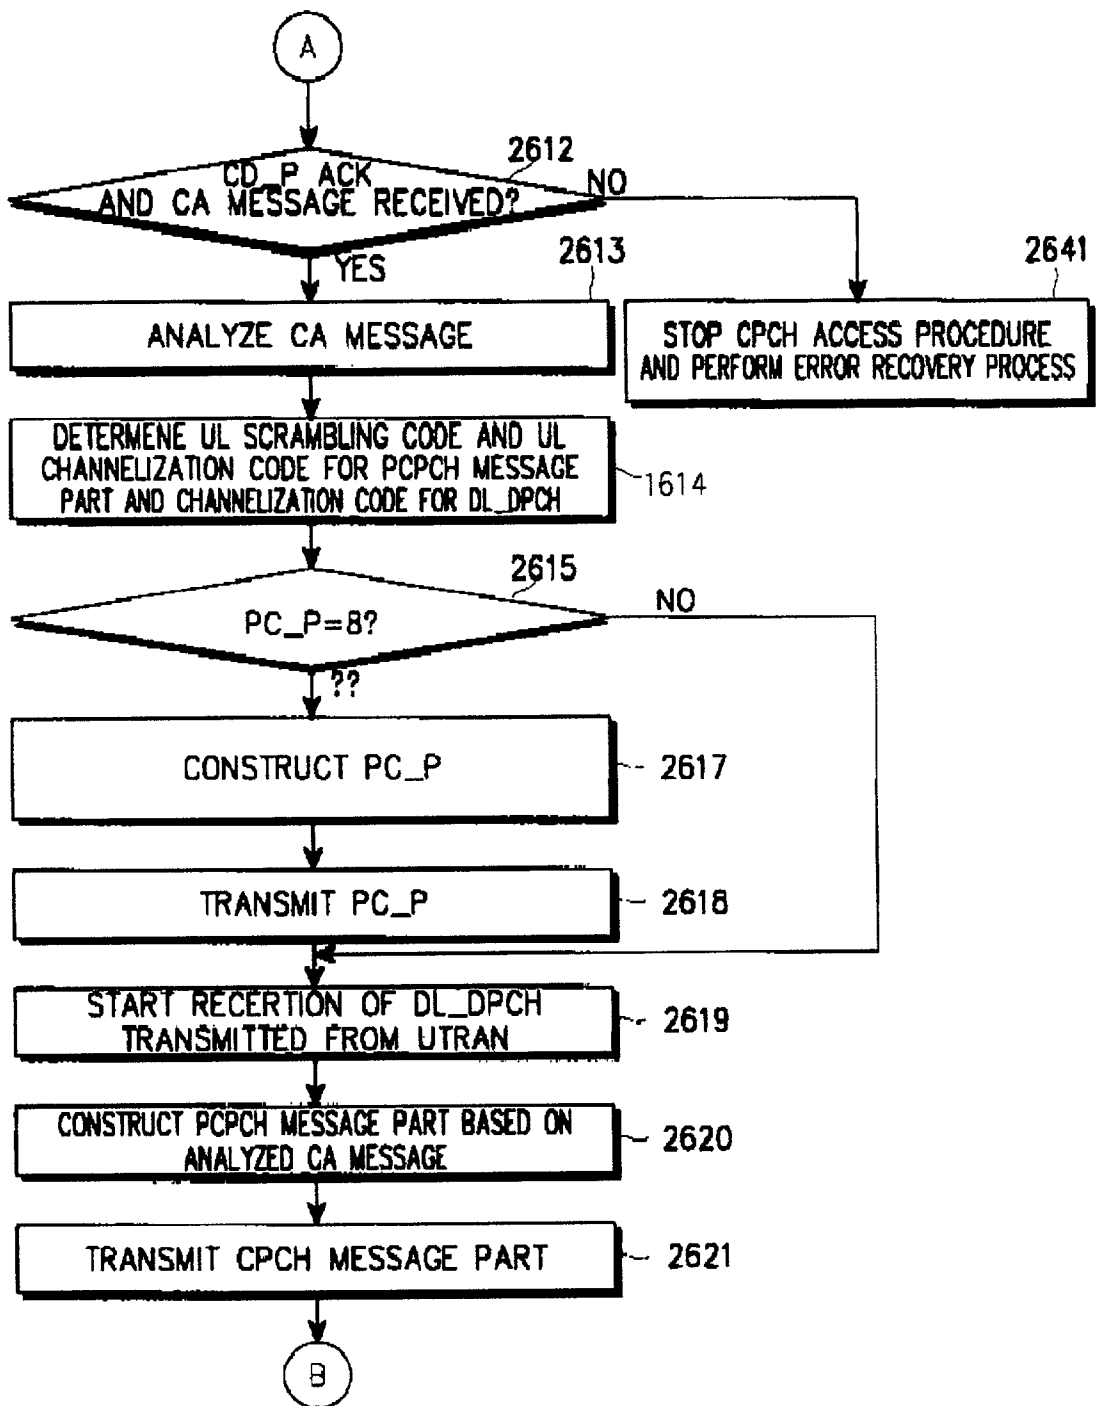 A
2612
CD_P ACK
AND CA MESSAGE RECEIVED?
NO
YES
2613
2641
ANALYZE CA MESSAGE
STOP CPCH ACCESS PROCEDURE
AND PERFORM ERROR RECOVERY PROCESS
DETERMENE UL SCRAMBLING CODE AND UL
CHANNELIZATION CODE FOR PCPCH MESSAGE
PART AND CHANNELIZATION CODE FOR DL_DPCH
1614
2615
NO
PC_P=8?
??
CONSTRUCT PC_P
2617
TRANSMIT PC_P
2618
START RECERTION OF DL_DPCH
TRANSMITTED FROM UTRAN
2619
CONSTRUCT PCPCH MESSAGE PART BASED ON
ANALYZED CA MESSAGE
2620
TRANSMIT CPCH MESSAGE PART
2621
B